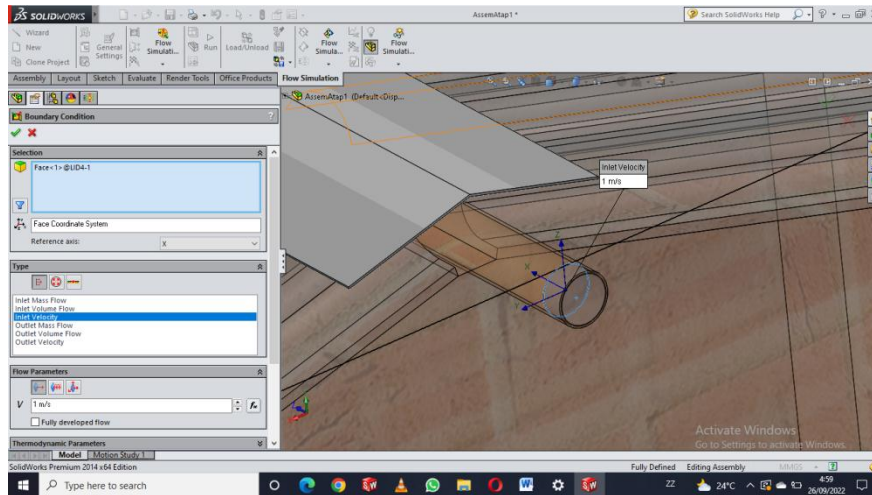 SOLIDWORKS
AssemAtap1 *
Search SolidWorks Help
Wizard
New
Clone Project
General
Settings
Flow
Simulati...
Run
Load/Unload
Flow
Simula...
Flow
Simulati...
Assembly
Layout
Sketch
Evaluate
Render Tools
Office Products
Flow Simulation
AssemAtap1 (Default<Disp...
Boundary Condition
?
Selection
Face<1>@LID4-1
Face Coordinate System
Reference axis:
X
Type
Inlet Mass Flow
Inlet Volume Flow
Inlet Velocity
Outlet Mass Flow
Outlet Volume Flow
Outlet Velocity
Flow Parameters
V
1 m/s
Fully developed flow
Thermodynamic Parameters
Inlet Velocity
1 m/s
Z
X
Y
Activate Windows
Go to Settings to activate Windows.
Model
Motion Study 1
SolidWorks Premium 2014 x64 Edition
Fully Defined
Editing Assembly
MMGS
Type here to search
24°C
4:59
26/09/2022